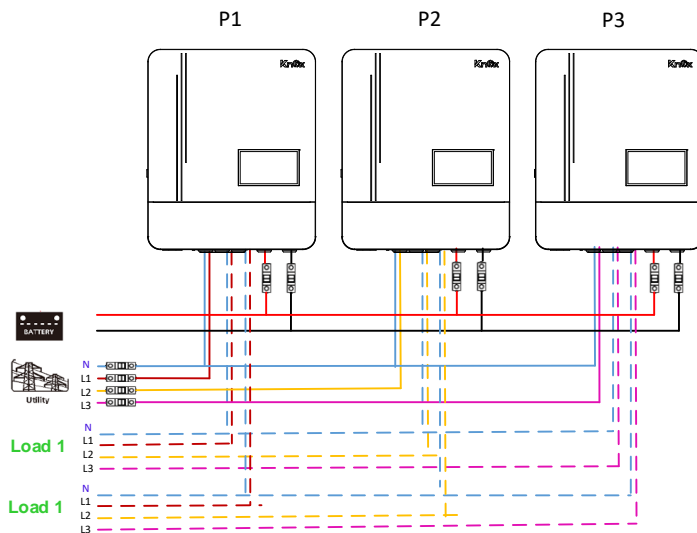 P1
P2
P3
Knox
Knox
Knox
BATTERY
Utility
N
L1
L2
L3
Load 1
N
L1
L2
L3
Load 1
N
L1
L2
L3